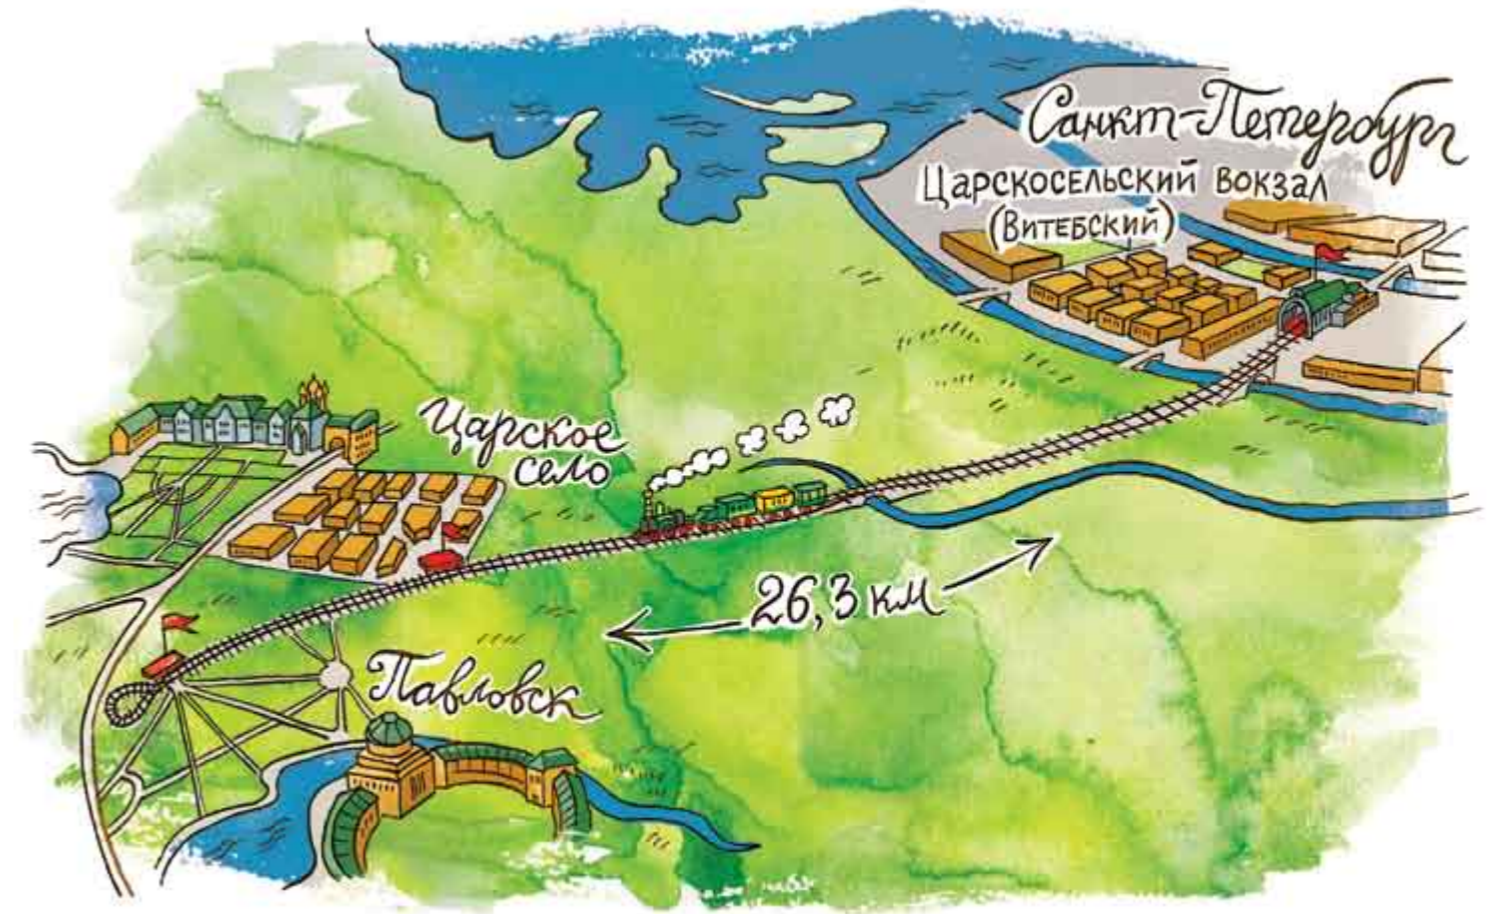 Санкт-Петербург
Царскосельский вокзал
(Витебский)
Царское
село
26,3 км
Павловск